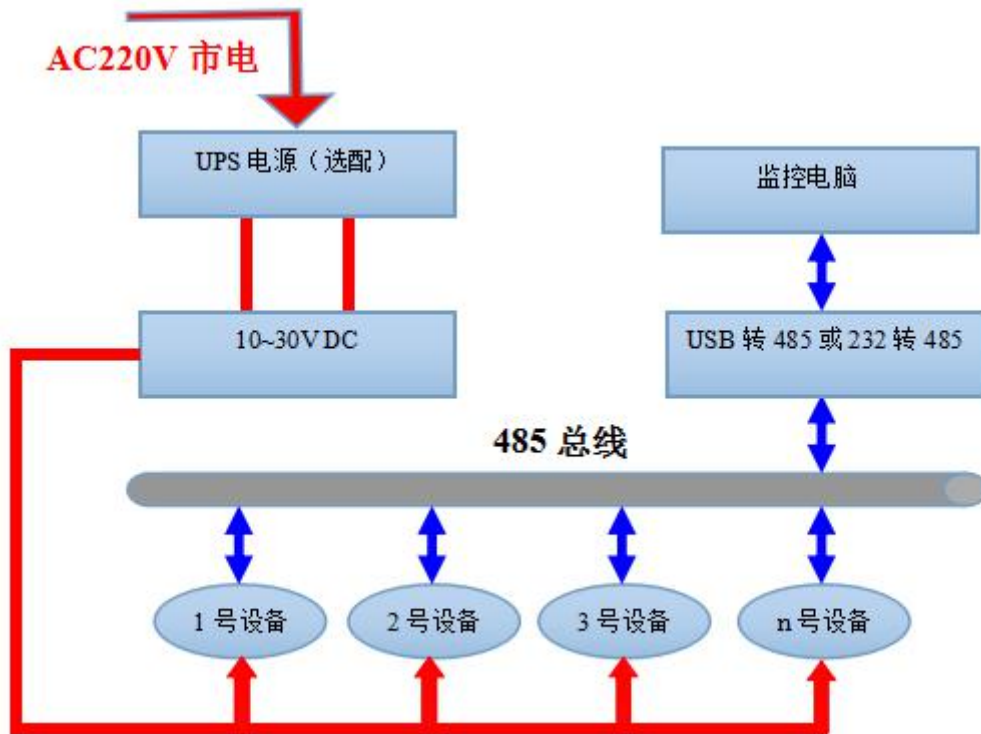 AC220V 市电
UPS 电源（选配）
监控电脑
10~30V DC
USB 转 485 或 232 转 485
485 总线
1 号设备
2 号设备
3 号设备
n 号设备